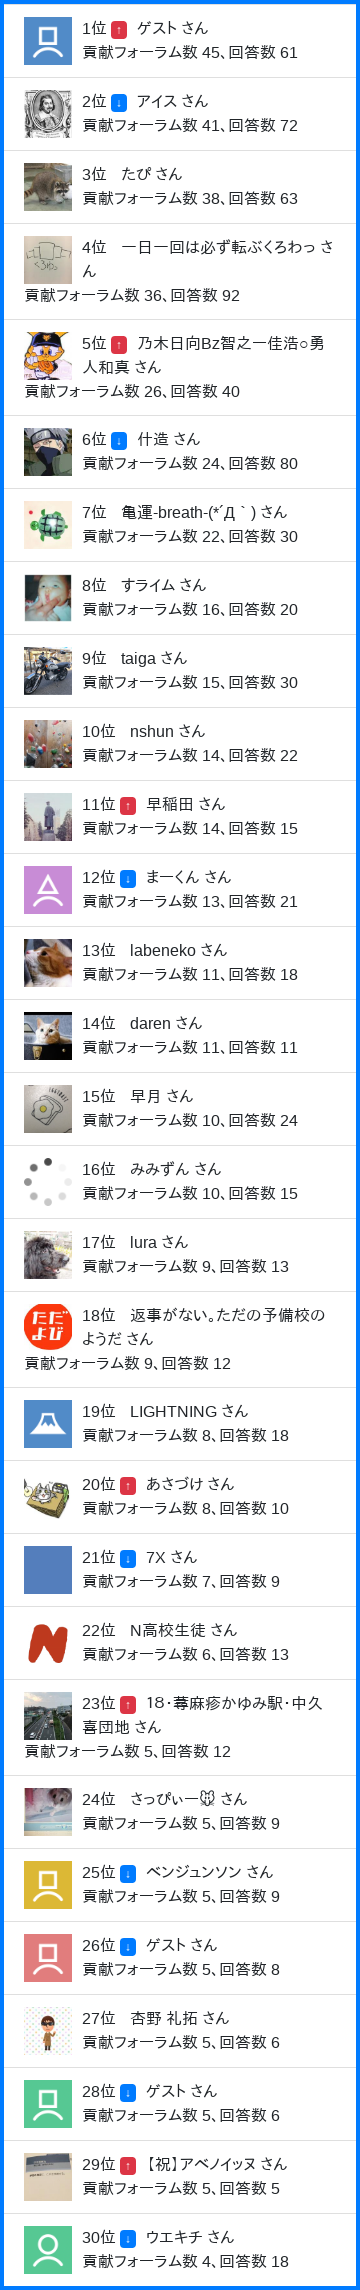 1位 ↑ ゲスト さん
貢献フォーラム数 45、回答数 61
2位 ↓ アイス さん
貢献フォーラム数 41、回答数 72
3位 たぴ さん
貢献フォーラム数 38、回答数 63
4位 一日一回は必ず転ぶくろわっ さ
ん
貢献フォーラム数 36、回答数 92
5位 ↑ 乃木日向Bz智之一佳浩○勇
人和真 さん
貢献フォーラム数 26、回答数 40
6位 ↓ 什造 さん
貢献フォーラム数 24、回答数 80
7位 亀運-breath-(*´Д｀) さん
貢献フォーラム数 22、回答数 30
8位 すライム さん
貢献フォーラム数 16、回答数 20
9位 taiga さん
貢献フォーラム数 15、回答数 30
10位 nshun さん
貢献フォーラム数 14、回答数 22
11位 ↑ 早稲田 さん
貢献フォーラム数 14、回答数 15
12位 ↓ まーくん さん
貢献フォーラム数 13、回答数 21
13位 labeneko さん
貢献フォーラム数 11、回答数 18
14位 daren さん
貢献フォーラム数 11、回答数 11
15位 早月 さん
貢献フォーラム数 10、回答数 24
16位 みみずん さん
貢献フォーラム数 10、回答数 15
17位 lura さん
貢献フォーラム数 9、回答数 13
ただ
よび
18位 返事がない。ただの予備校の
ようだ さん
貢献フォーラム数 9、回答数 12
19位 LIGHTNING さん
貢献フォーラム数 8、回答数 18
20位 ↑ あさづけ さん
貢献フォーラム数 8、回答数 10
21位 ↓ 7X さん
貢献フォーラム数 7、回答数 9
N
22位 N高校生徒 さん
貢献フォーラム数 6、回答数 13
23位 ↑ 18・蕁麻疹かゆみ駅・中久
喜団地 さん
貢献フォーラム数 5、回答数 12
24位 さっぴぃー🐭 さん
貢献フォーラム数 5、回答数 9
25位 ↓ ベンジュンソン さん
貢献フォーラム数 5、回答数 9
26位 ↓ ゲスト さん
貢献フォーラム数 5、回答数 8
27位 杏野 礼拓 さん
貢献フォーラム数 5、回答数 6
28位 ↓ ゲスト さん
貢献フォーラム数 5、回答数 6
29位 ↑ 【祝】アベノイッヌ さん
貢献フォーラム数 5、回答数 5
30位 ↓ ウエキチ さん
貢献フォーラム数 4、回答数 18